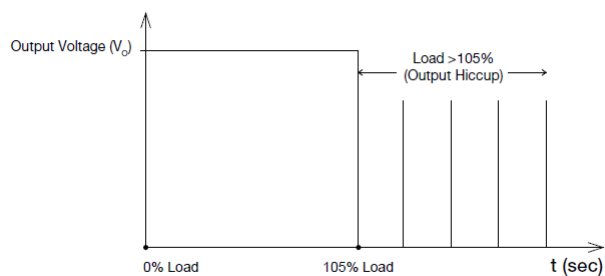 Output Voltage (Vo)
Load >105%
(Output Hiccup)
0% Load
105% Load
t (sec)